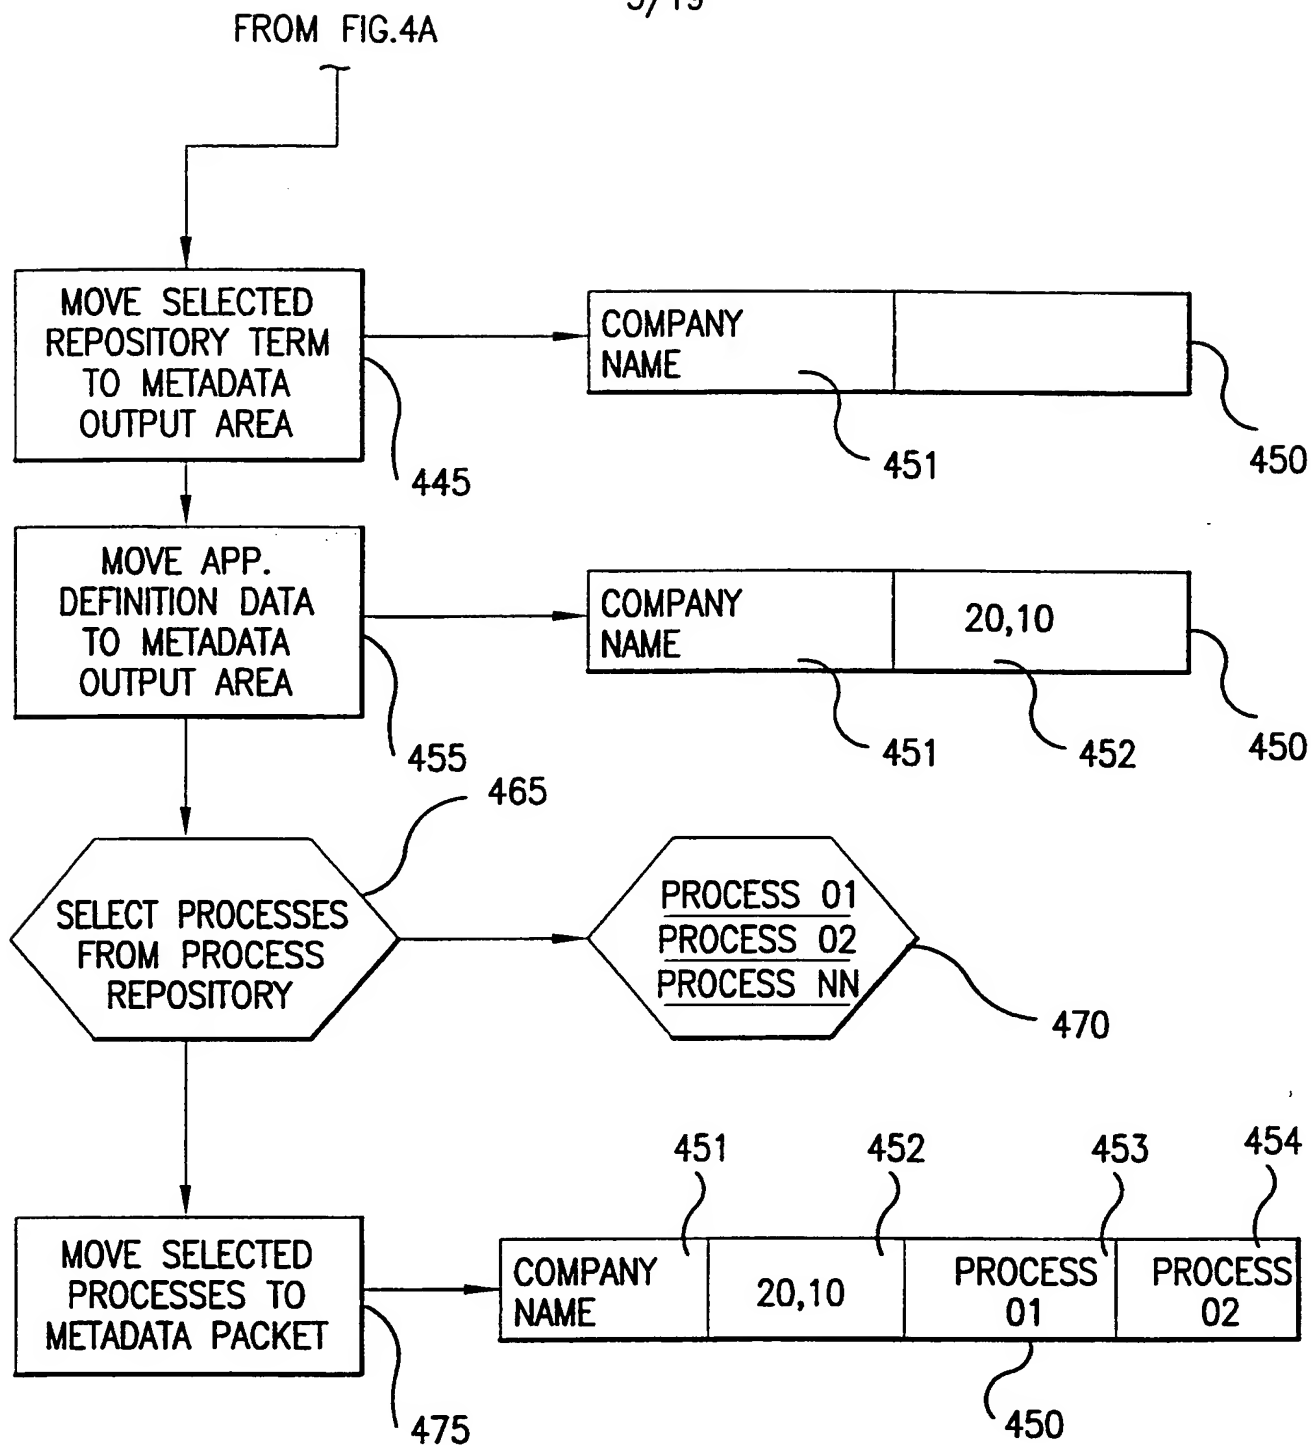 FROM FIG.4A
MOVE SELECTED
REPOSITORY TERM
TO METADATA
OUTPUT AREA
445
COMPANY
NAME
451
450
MOVE APP.
DEFINITION DATA
TO METADATA
OUTPUT AREA
455
COMPANY
NAME
20,10
451
452
450
465
SELECT PROCESSES
FROM PROCESS
REPOSITORY
PROCESS 01
PROCESS 02
PROCESS NN
470
MOVE SELECTED
PROCESSES TO
METADATA PACKET
475
451
452
453
454
COMPANY
NAME
20,10
PROCESS
01
PROCESS
02
450